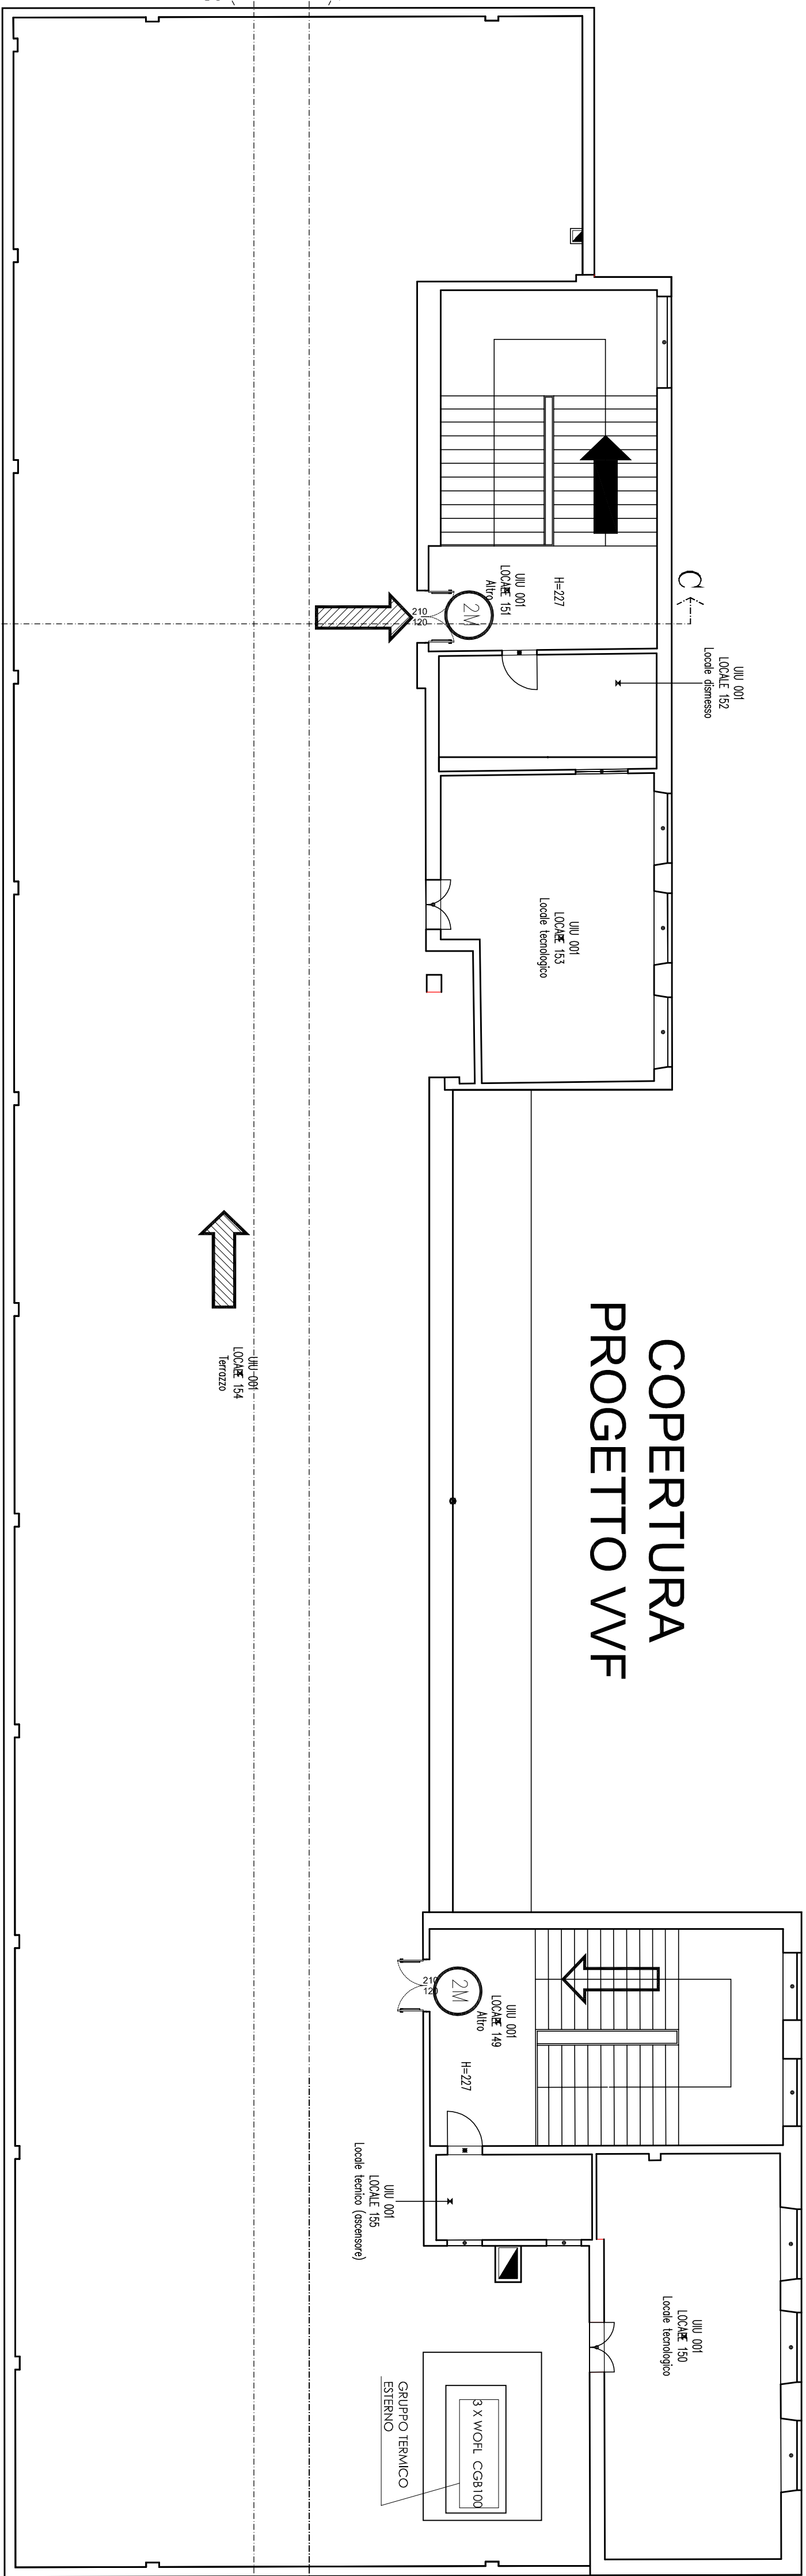 COPERTURA
PROGETTO VVF
C
UIU 001
LOCALE 152
Locale dismesso
H=227
UIU 001
LOCALE 151
Altro
2M
210
120
UIU 001
LOCALE 153
Locale tecnologico
UIU 001
LOCALE 154
Terrazzo
UIU 001
LOCALE 149
Altro
2M
210
120
H=227
UIU 001
LOCALE 155
Locale tecnico (ascensore)
UIU 001
LOCALE 150
Locale tecnologico
3 X WOFL CGB100
GRUPPO TERMICO
ESTERNO